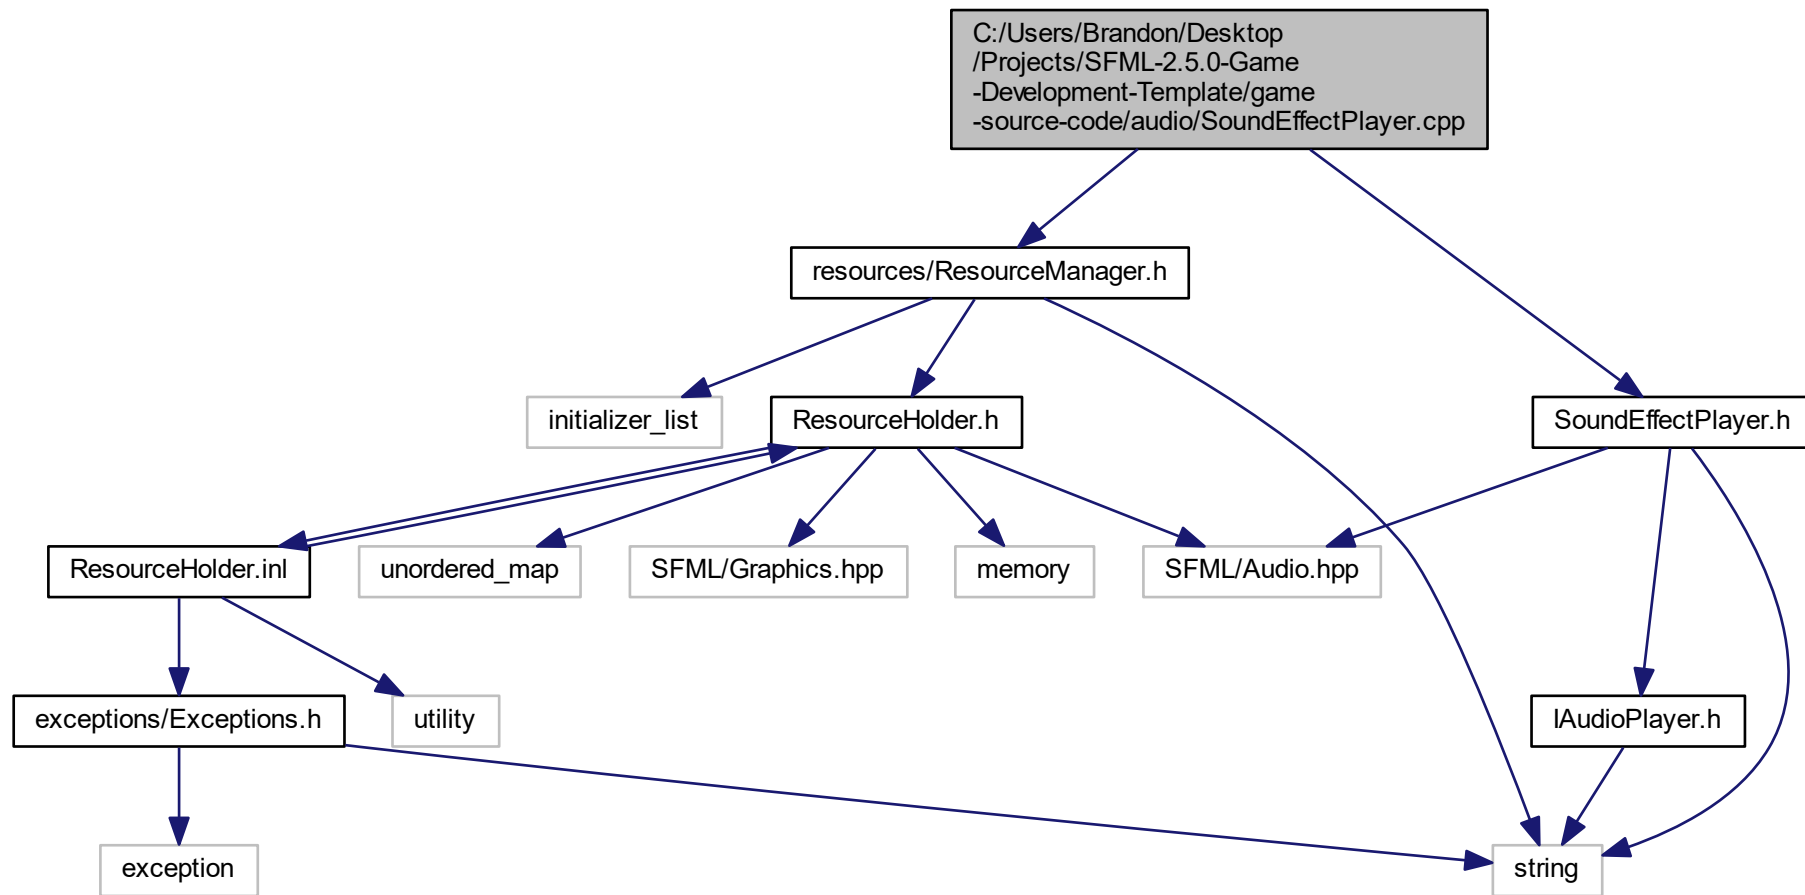 C:/Users/Brandon/Desktop
/Projects/SFML-2.5.0-Game
-Development-Template/game
-source-code/audio/SoundEffectPlayer.cpp
resources/ResourceManager.h
initializer_list
ResourceHolder.h
SoundEffectPlayer.h
ResourceHolder.inl
unordered_map
SFML/Graphics.hpp
memory
SFML/Audio.hpp
exceptions/Exceptions.h
utility
IAudioPlayer.h
exception
string